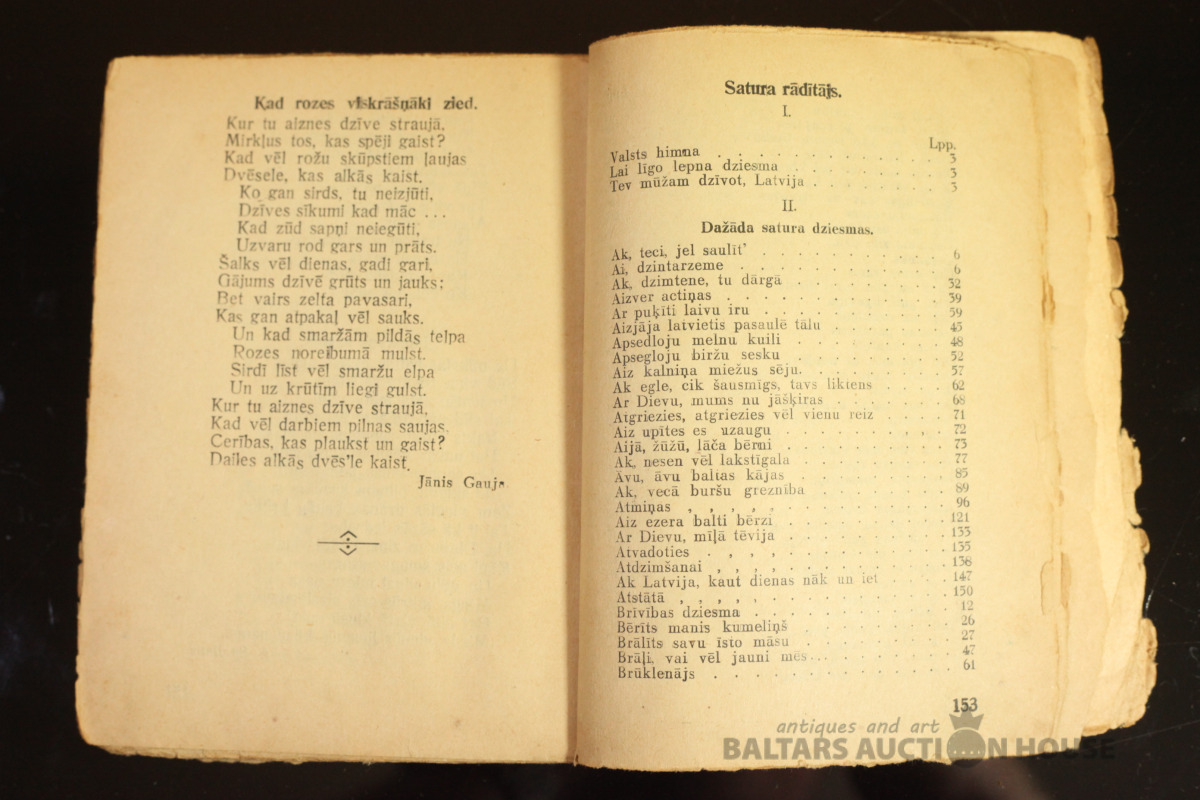 Kad rozes viskrāšņāki zied.
Kur tu aiznes dzīve straujā,
Mirkļus tos, kas spēji gaist?
Kad vēl rožu skūpstiem ļaujas
Dvēsele, kas alkās kaist.
Ko gan sirds, tu neizjūti,
Dzīves sīkumi kad māc ...
Kad zūd sapņi neiegūti,
Uzvaru rod gars un prāts.
Šalks vēl dienas, gadi gari,
Gājums dzīvē grūts un jauks;
Bet vairs zelta pavasari,
Kas gan atpakaļ vēl sauks.
Un kad smaržām pildās telpa
Rozes noreibumā mulst.
Sirdī līst vēl smaržu elpa
Un uz krūtīm liegi gulst.
Kur tu aiznes dzīve straujā,
Kad vēl darbiem pilnas saujas.
Cerības, kas plaukst un gaist?
Dailes alkās dvēs'le kaist.
Jānis Gauja
Satura rādītājs.
I.
Lpp.
Valsts himna . . . . . . . . . . . 3
Lai līgo lepna dziesma . . . . . . . 3
Tev mūžam dzīvot, Latvija . . . . . . 3
II.
Dažāda satura dziesmas.
Ak, teci, jel saulīt' . . . . . . . . . 6
Ai, dzintarzeme . . . . . . . . . . 6
Ak, dzimtene, tu dārgā . . . . . . . 32
Aizver actiņas . . . . . . . . . . 39
Ar puķīti laivu iru . . . . . . . . . 59
Aizjāja latvietis pasaulē tālu . . . . . . 45
Apsedloju melnu kuili . . . . . . . . 48
Apsegloju biržu sesku . . . . . . . . 52
Aiz kalniņa miežus sēju. . . . . . . . 57
Ak egle, cik šausmīgs, tavs liktens . . . . 62
Ar Dievu, mums nu jāšķiras . . . . . . 68
Atgriezies, atgriezies vēl vienu reiz . . . . 71
Aiz upītes es uzaugu . . . . . . . . 72
Aijā, žūžū, lāča bērni . . . . . . . . 73
Ak, nesen vēl lakstīgala . . . . . . . . 77
Āvu, āvu baltas kājas . . . . . . . . 85
Ak, vecā buršu greznība . . . . . . . 89
Atmiņas , , , , , . . . . . . . . 96
Aiz ezera balti bērzi . . . . . . . . 121
Ar Dievu, mīļā tēvija . . . . . . . . 133
Atvadoties . , , , . . . . . . . . 135
Atdzimšanai , , , , . . . . . . . . 138
Ak Latvija, kaut dienas nāk un iet . . . . 147
Atstātā , , , , , . . . . . . . . 150
Brīvības dziesma . . . . . . . . . . 12
Bērīts manis kumeliņš . . . . . . . . 26
Brālīts savu īsto māsu . . . . . . . . 27
Brāļi, vai vēl jauni mēs... . . . . . . . 47
Brūklenājs . . . . . . . . . . . 61
153
antiques and art
BALTARS AUCTION HOUSE